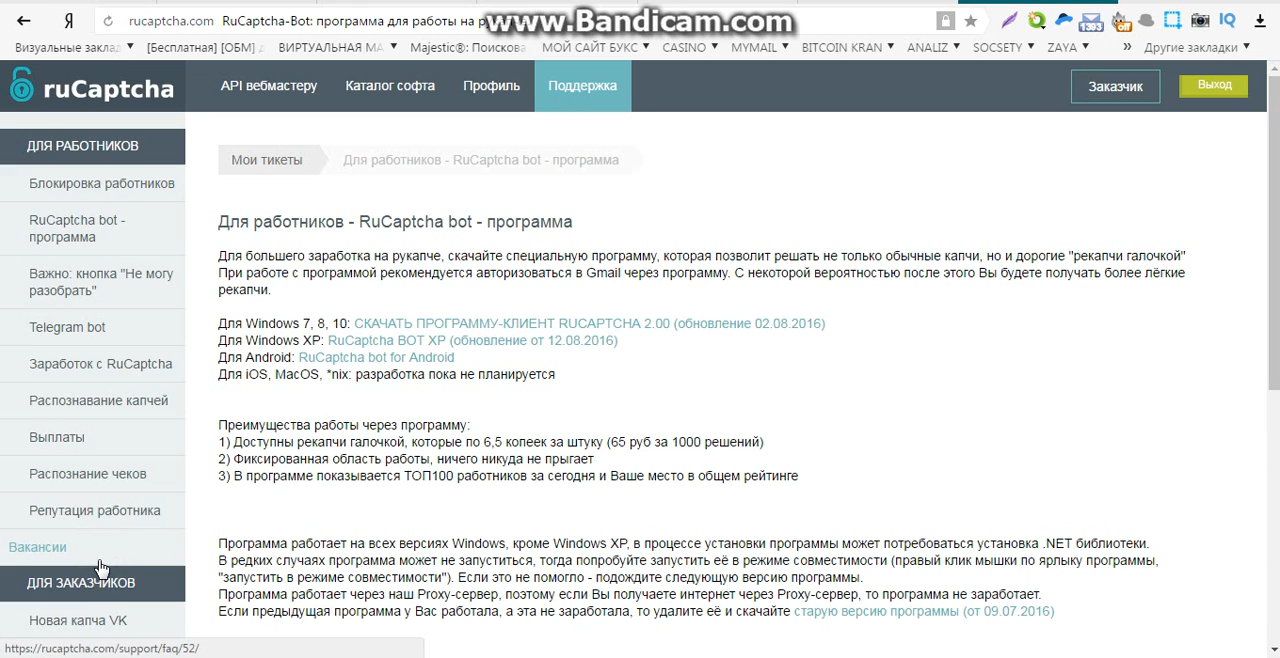 Я rucaptcha.com RuCaptcha-Bot: программа для работы на
www.Bandicam.com
1393
off
IQ
Визуальные заклад
[Бесплатная] [ОБМ]
ВИРТУАЛЬНАЯ МА
Majestic®: Поискова
МОЙ САЙТ БУКС
CASINO
MYMAIL
BITCOIN KRAN
ANALIZ
SOCSETY
ZAYA
»
Другие закладки
ruCaptcha
API вебмастеру
Каталог софта
Профиль
Поддержка
Заказчик
Выход
ДЛЯ РАБОТНИКОВ
Блокировка работников
RuCaptcha bot -
программа
Важно: кнопка "Не могу
разобрать"
Telegram bot
Заработок с RuCaptcha
Распознавание капчей
Выплаты
Распознание чеков
Репутация работника
Вакансии
ДЛЯ ЗАКАЗЧИКОВ
Новая капча VK
https://rucaptcha.com/support/faq/52/
Мои тикеты
Для работников - RuCaptcha bot - программа
Для работников - RuCaptcha bot - программа
Для большего заработка на рукапче, скачайте специальную программу, которая позволит решать не только обычные капчи, но и дорогие "рекапчи галочкой"
При работе с программой рекомендуется авторизоваться в Gmail через программу. С некоторой вероятностью после этого Вы будете получать более лёгкие
рекапчи.
Для Windows 7, 8, 10: СКАЧАТЬ ПРОГРАММУ-КЛИЕНТ RUCAPTCHA 2.00 (обновление 02.08.2016)
Для Windows XP: RuCaptcha BOT XP (обновление от 12.08.2016)
Для Android: RuCaptcha bot for Android
Для iOS, MacOS, *nix: разработка пока не планируется
Преимущества работы через программу:
1) Доступны рекапчи галочкой, которые по 6,5 копеек за штуку (65 руб за 1000 решений)
2) Фиксированная область работы, ничего никуда не прыгает
3) В программе показывается ТОП100 работников за сегодня и Ваше место в общем рейтинге
Программа работает на всех версиях Windows, кроме Windows XP, в процессе установки программы может потребоваться установка .NET библиотеки.
В редких случаях программа может не запуститься, тогда попробуйте запустить её в режиме совместимости (правый клик мышки по ярлыку программы,
"запустить в режиме совместимости"). Если это не помогло - подождите следующую версию программы.
Программа работает через наш Proxy-сервер, поэтому если Вы получаете интернет через Proxy-сервер, то программа не заработает.
Если предыдущая программа у Вас работала, а эта не заработала, то удалите её и скачайте старую версию программы (от 09.07.2016)